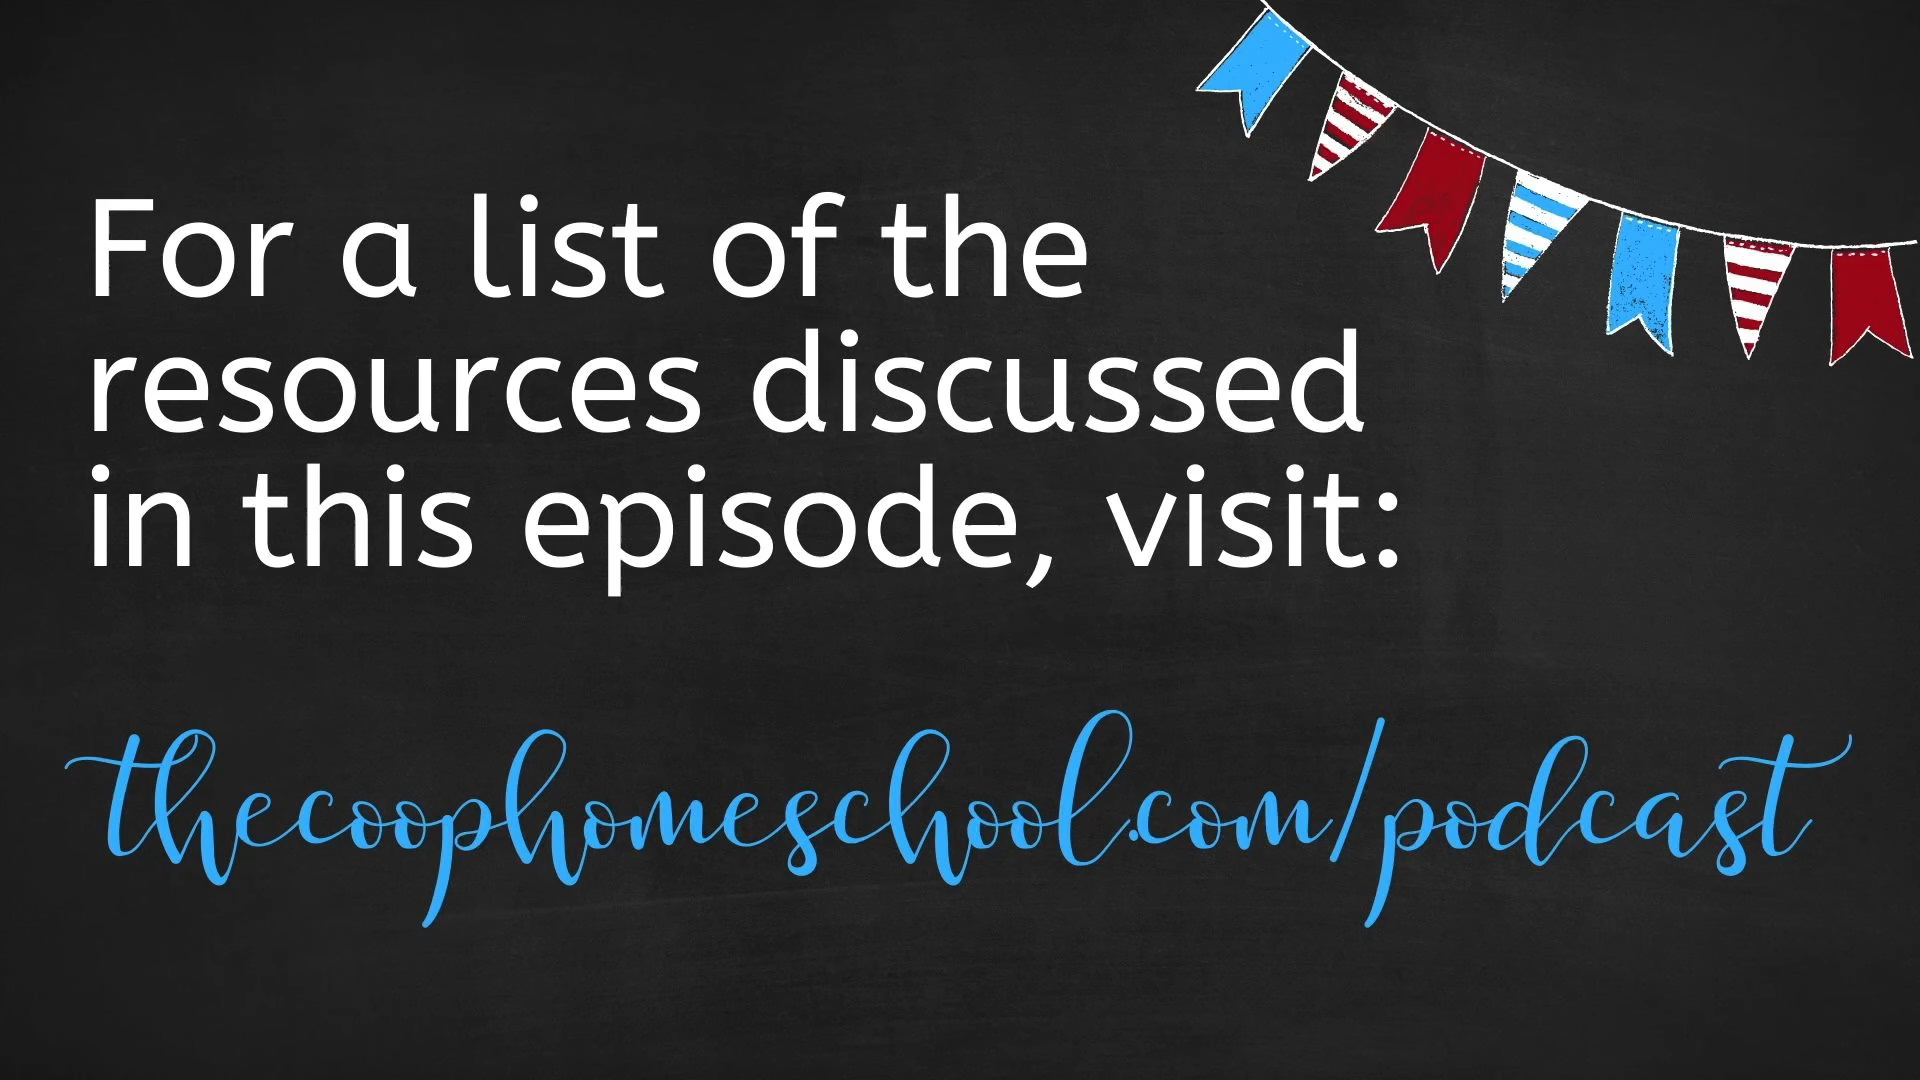 For a list of the
resources discussed
in this episode, visit:
thecoophomeschool.com/podcast